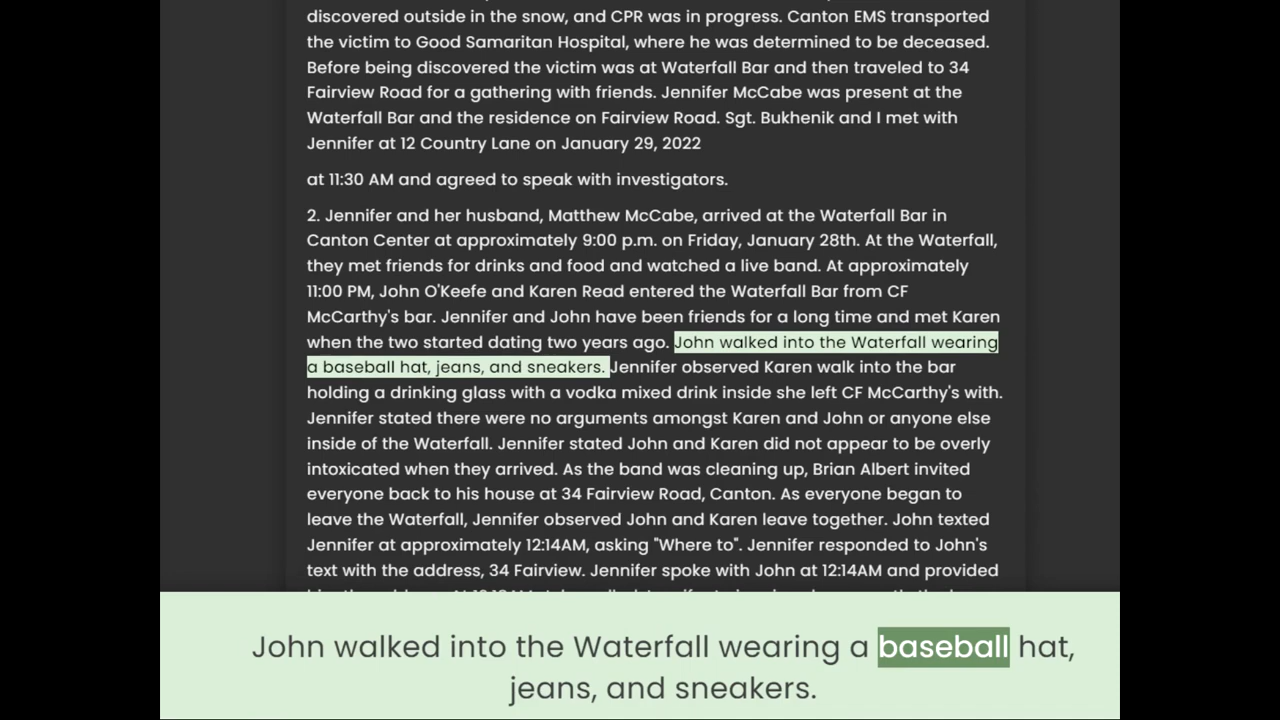 discovered outside in the snow, and CPR was in progress. Canton EMS transported
the victim to Good Samaritan Hospital, where he was determined to be deceased.
Before being discovered the victim was at Waterfall Bar and then traveled to 34
Fairview Road for a gathering with friends. Jennifer McCabe was present at the
Waterfall Bar and the residence on Fairview Road. Sgt. Bukhenik and I met with
Jennifer at 12 Country Lane on January 29, 2022
at 11:30 AM and agreed to speak with investigators.
2. Jennifer and her husband, Matthew McCabe, arrived at the Waterfall Bar in
Canton Center at approximately 9:00 p.m. on Friday, January 28th. At the Waterfall,
they met friends for drinks and food and watched a live band. At approximately
11:00 PM, John O'Keefe and Karen Read entered the Waterfall Bar from CF
McCarthy's bar. Jennifer and John have been friends for a long time and met Karen
when the two started dating two years ago. John walked into the Waterfall wearing
a baseball hat, jeans, and sneakers. Jennifer observed Karen walk into the bar
holding a drinking glass with a vodka mixed drink inside she left CF McCarthy's with.
Jennifer stated there were no arguments amongst Karen and John or anyone else
inside of the Waterfall. Jennifer stated John and Karen did not appear to be overly
intoxicated when they arrived. As the band was cleaning up, Brian Albert invited
everyone back to his house at 34 Fairview Road, Canton. As everyone began to
leave the Waterfall, Jennifer observed John and Karen leave together. John texted
Jennifer at approximately 12:14AM, asking "Where to". Jennifer responded to John's
text with the address, 34 Fairview. Jennifer spoke with John at 12:14AM and provided
John walked into the Waterfall wearing a baseball hat,
jeans, and sneakers.